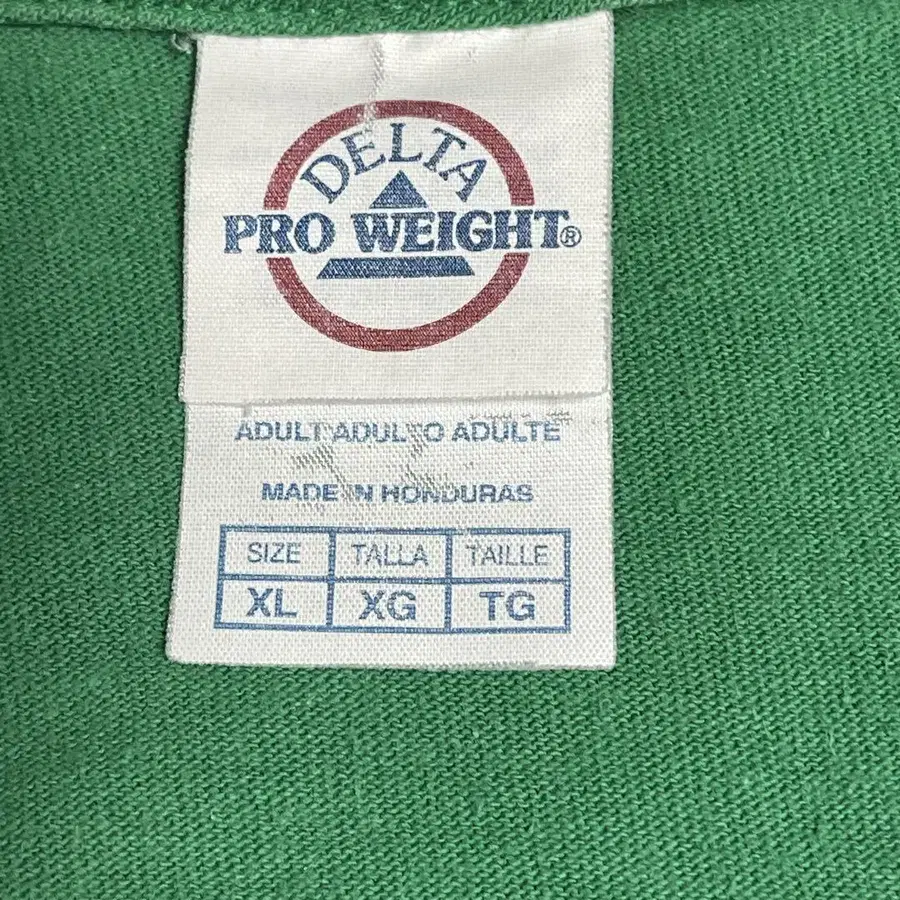 DELTA
PRO WEIGHT®
ADULT ADULTO ADULTE
MADE IN HONDURAS
SIZE TALLA TAILLE
XL XG TG